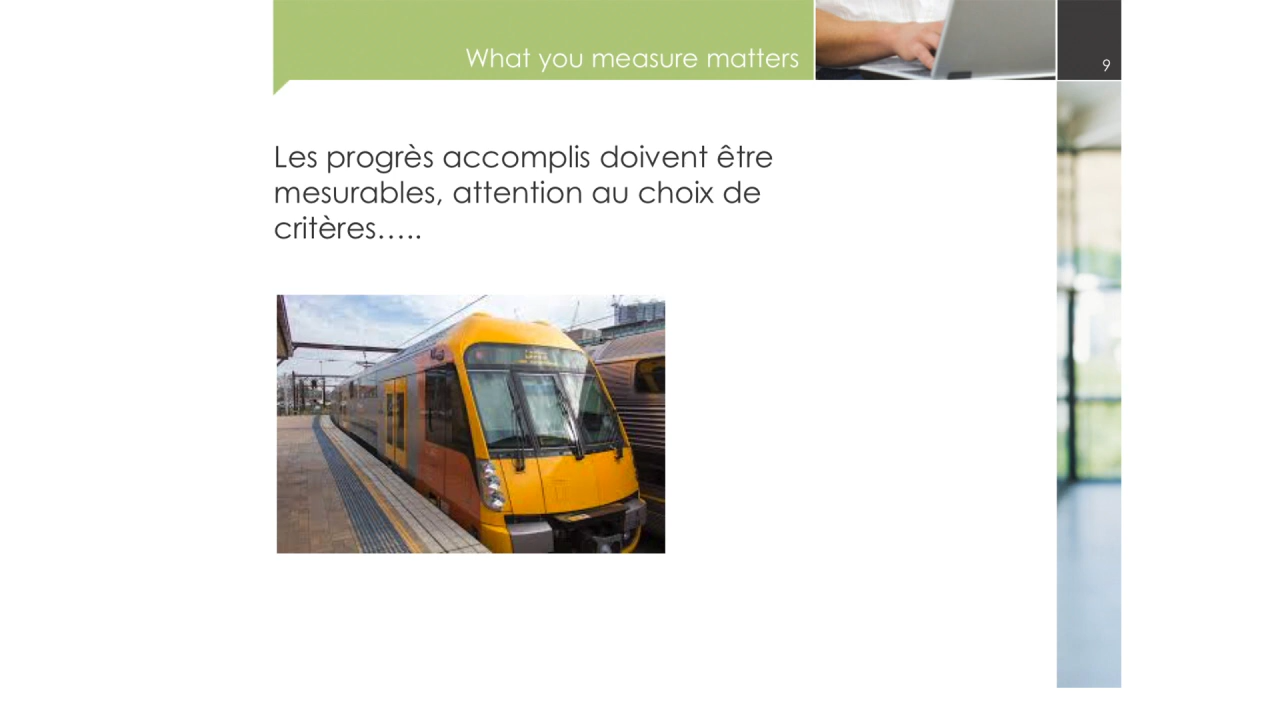 What you measure matters
9
Les progrès accomplis doivent être
mesurables, attention au choix de
critères…..